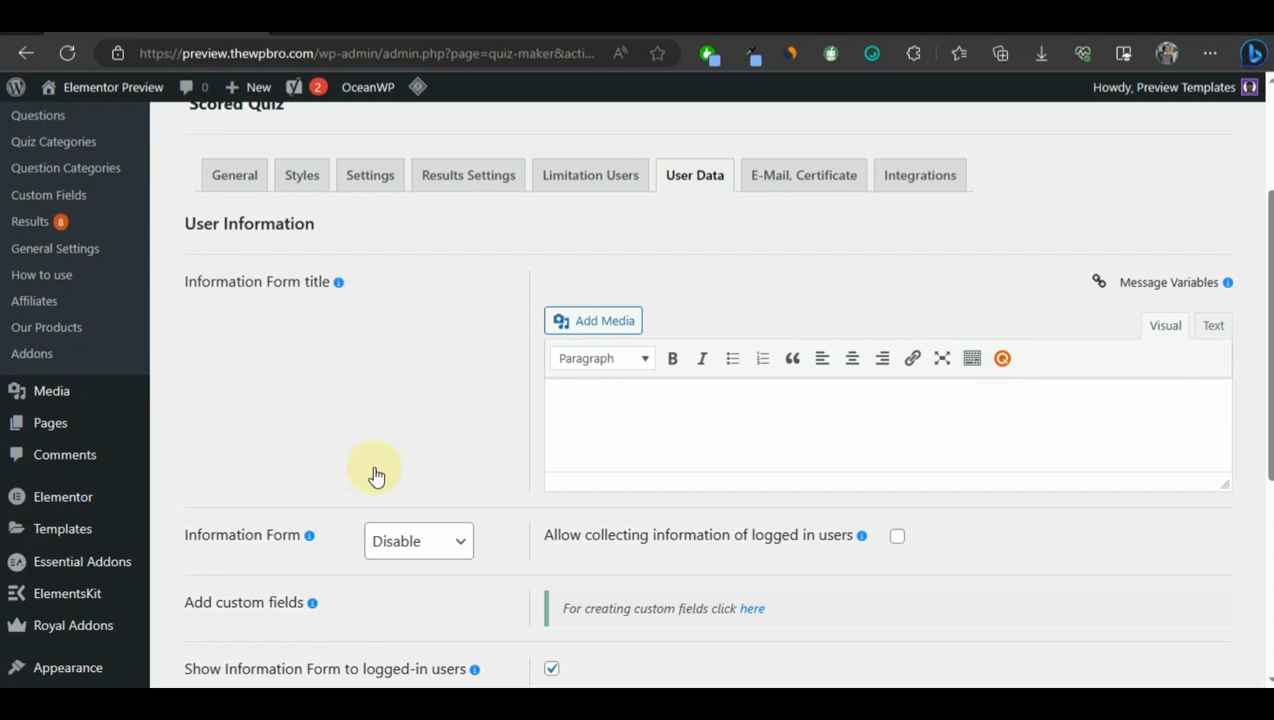 https://preview.thewpbro.com/wp-admin/admin.php?page=quiz-maker&acti...
Elementor Preview 0 New 2 OceanWP Howdy, Preview Templates
Scored Quiz
Questions
Quiz Categories
Question Categories
Custom Fields
Results 8
General Settings
How to use
Affiliates
Our Products
Addons
Media
Pages
Comments
Elementor
Templates
Essential Addons
ElementsKit
Royal Addons
Appearance
General Styles Settings Results Settings Limitation Users User Data E-Mail, Certificate Integrations
User Information
Information Form title
Message Variables
Add Media
Visual Text
Paragraph
Information Form Disable Allow collecting information of logged in users
Add custom fields For creating custom fields click here
Show Information Form to logged-in users